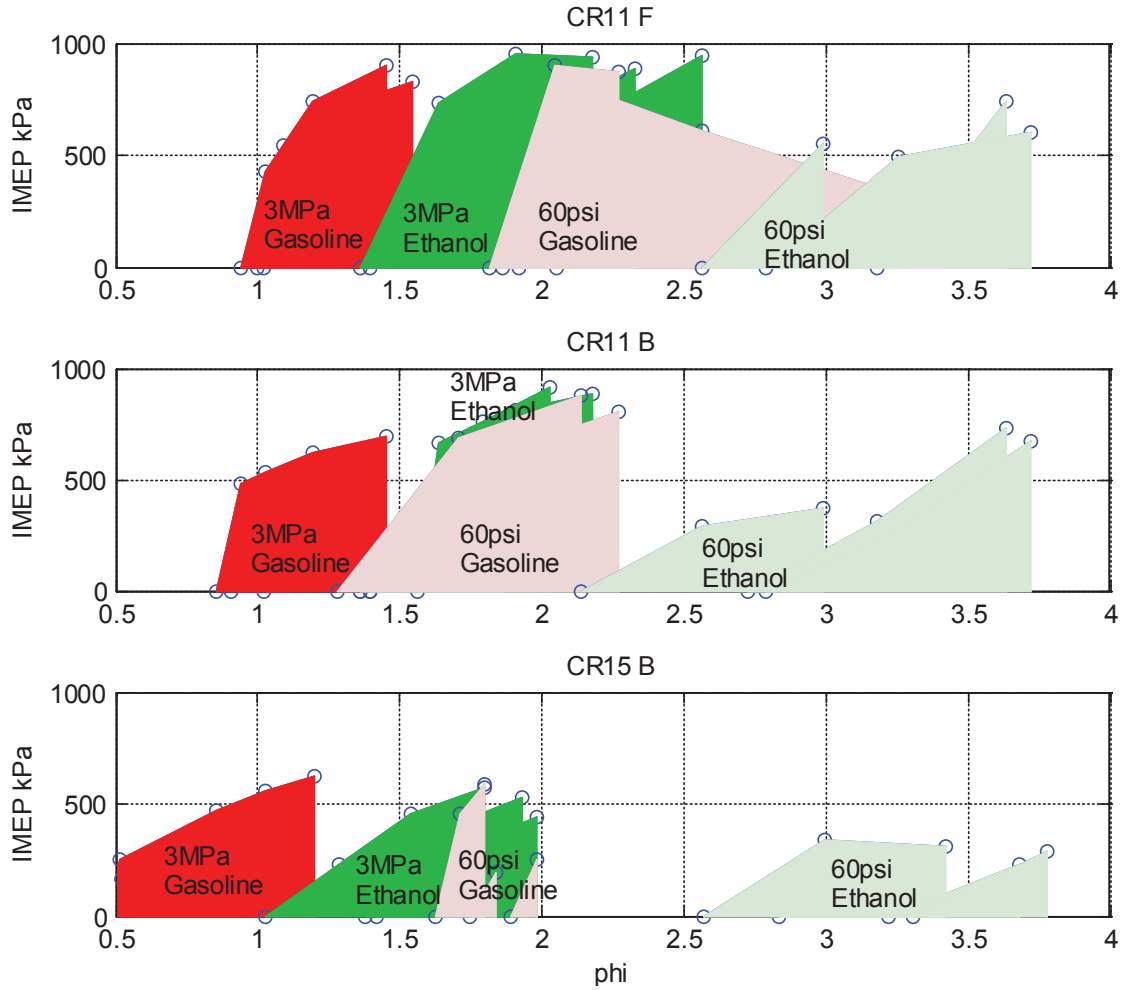 CR11 F
IMEP kPa
1000
500
0
3MPa
Gasoline
3MPa
Ethanol
60psi
Gasoline
60psi
Ethanol
0.5 1 1.5 2 2.5 3 3.5 4
CR11 B
IMEP kPa
1000
500
0
3MPa
Gasoline
3MPa
Ethanol
60psi
Gasoline
60psi
Ethanol
0.5 1 1.5 2 2.5 3 3.5 4
CR15 B
IMEP kPa
1000
500
0
3MPa
Gasoline
3MPa
Ethanol
60psi
Gasoline
60psi
Ethanol
0.5 1 1.5 2 2.5 3 3.5 4
phi